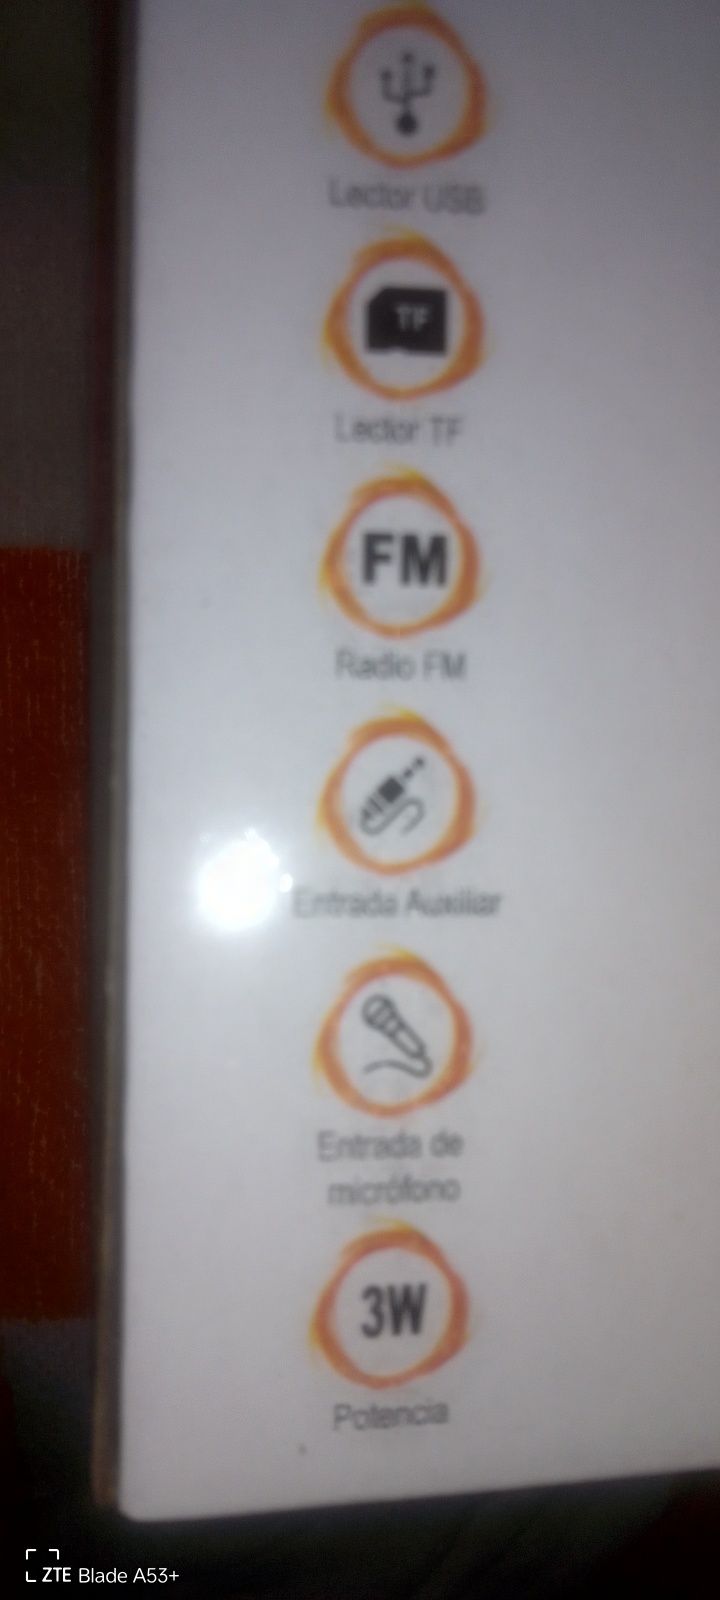 Lector USB
TF
Lector TF
FM
Radio FM
Entrada Auxiliar
Entrada de
micrófono
3W
Potencia
ZTE Blade A53+